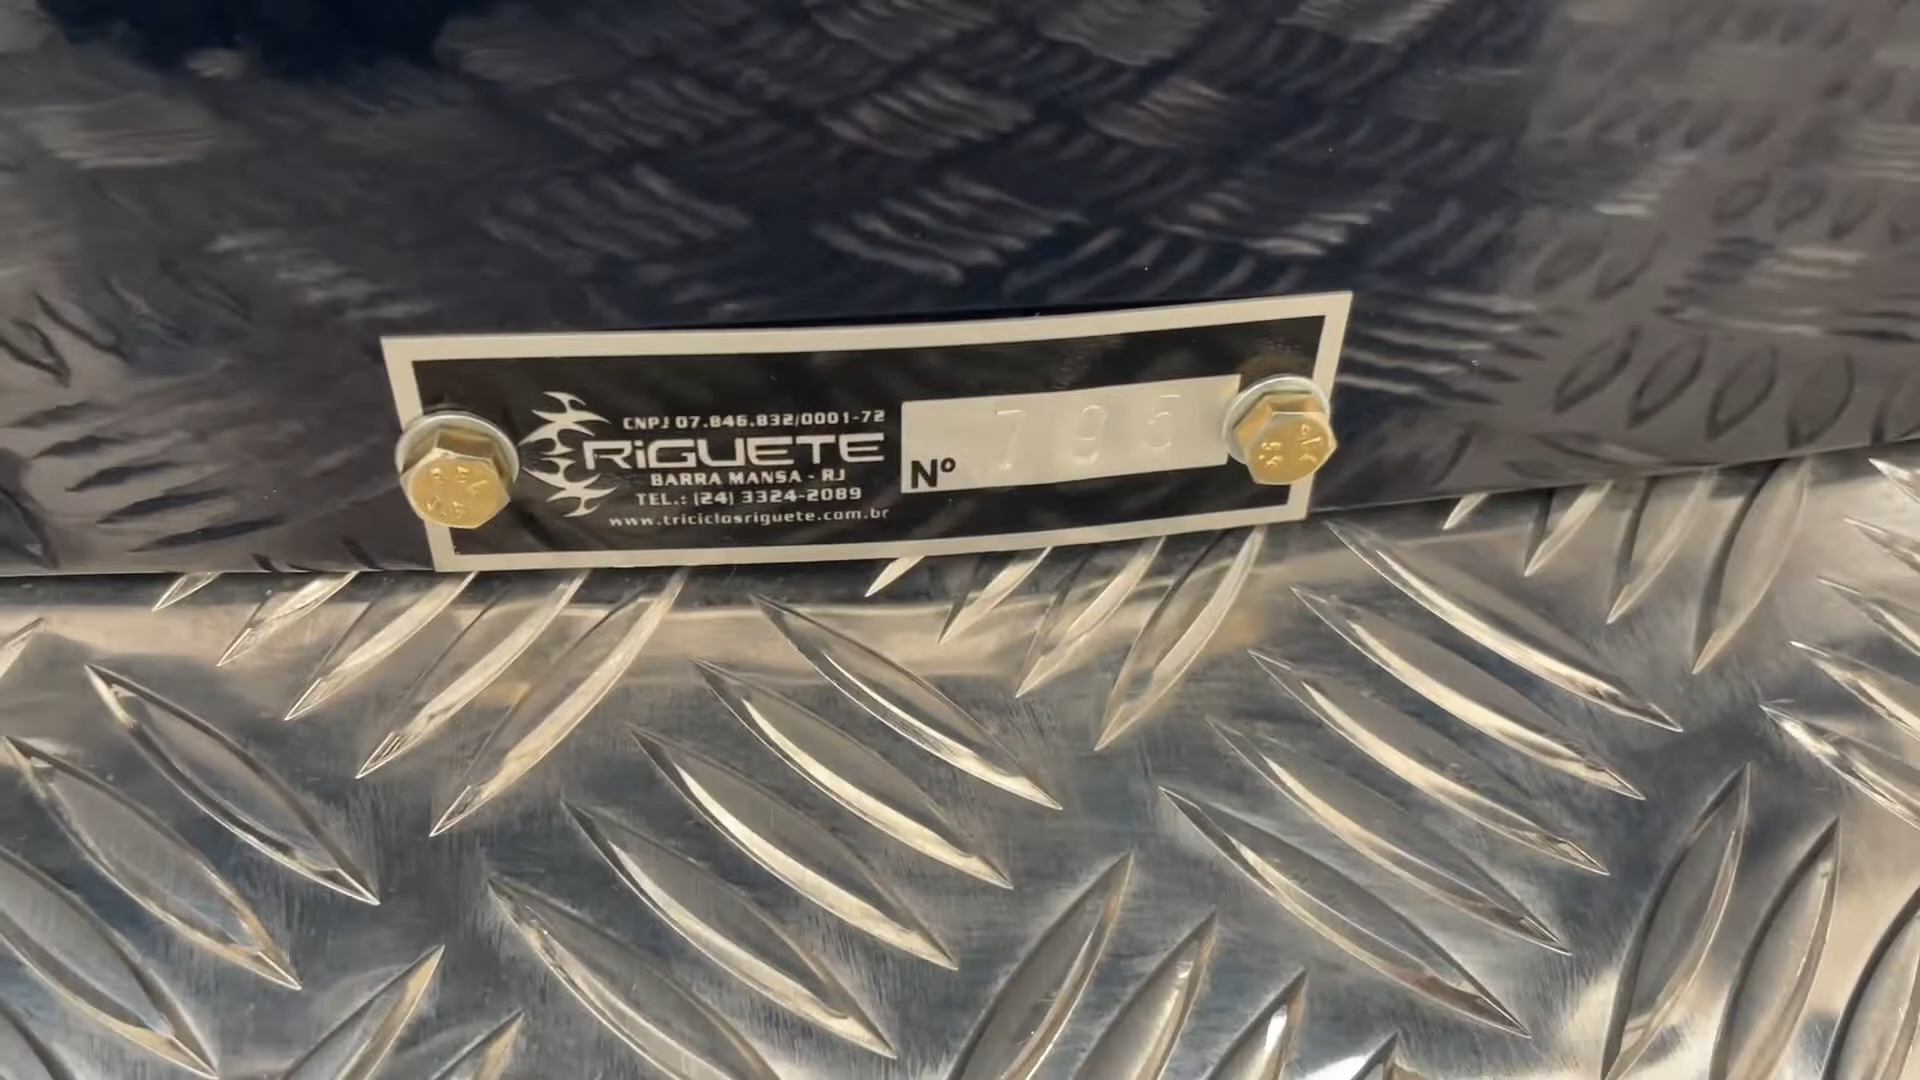 CNPJ 07.846.832/0001-72
RiGUETE
BARRA MANSA - RJ
TEL.: (24) 3324-2089
www.triciclosriguete.com.br
Nº 795